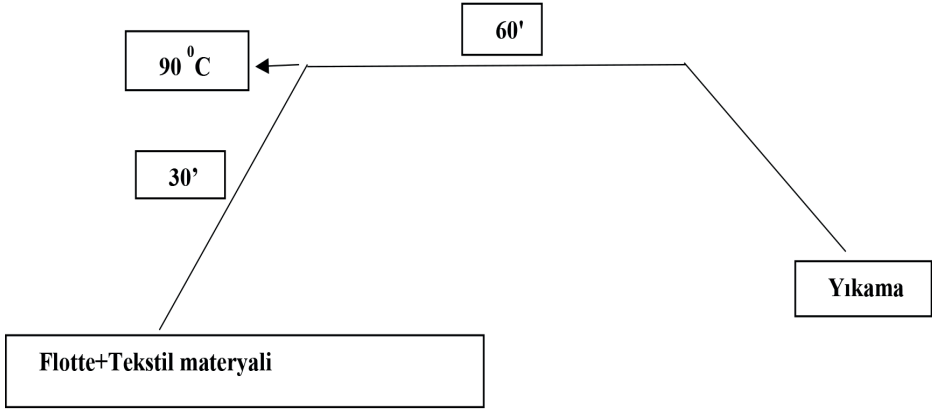 60'
90 ⁰C
30’
Yıkama
Flotte+Tekstil materyali